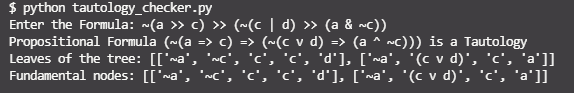 $ python tautology_checker.py
Enter the Formula: ~(a >> c) >> (~(c | d) >> (a & ~c))
Propositional Formula (~(a => c) => (~(c v d) => (a ^ ~c))) is a Tautology
Leaves of the tree: [['~a', '~c', 'c', 'c', 'd'], ['~a', '(c v d)', 'c', 'a']]
Fundamental nodes: [['~a', '~c', 'c', 'c', 'd'], ['~a', '(c v d)', 'c', 'a']]